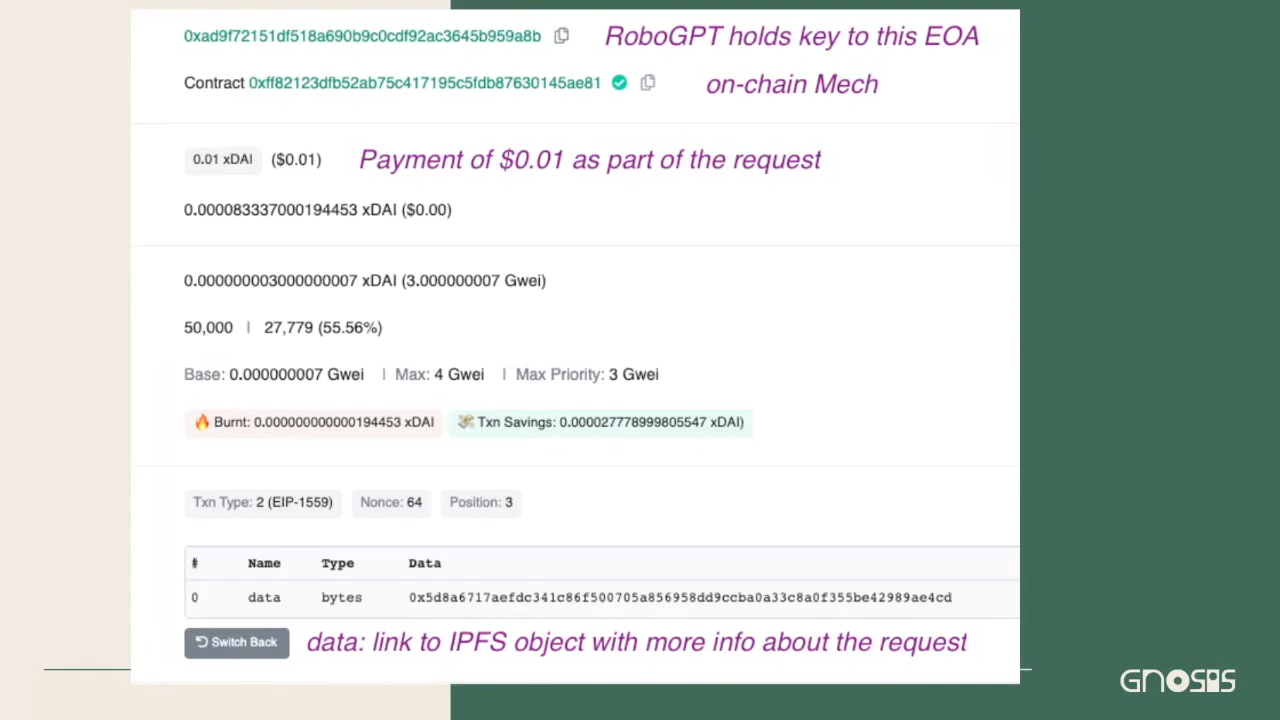 0xad9f72151df518a690b9c0cdf92ac3645b959a8b RoboGPT holds key to this EOA
Contract 0xff82123dfb52ab75c417195c5fdb87630145ae81 on-chain Mech
0.01 xDAI ($0.01) Payment of $0.01 as part of the request
0.000083337000194453 xDAI ($0.00)
0.000000003000000007 xDAI (3.000000007 Gwei)
50,000 | 27,779 (55.56%)
Base: 0.000000007 Gwei | Max: 4 Gwei | Max Priority: 3 Gwei
🔥 Burnt: 0.000000000000194453 xDAI 💸 Txn Savings: 0.000027778999805547 xDAI)
Txn Type: 2 (EIP-1559) Nonce: 64 Position: 3
# Name Type Data
0 data bytes 0x5d8a6717aefdc341c86f500705a856958dd9ccba0a33c8a0f355be42989ae4cd
Switch Back data: link to IPFS object with more info about the request
GNOSIS